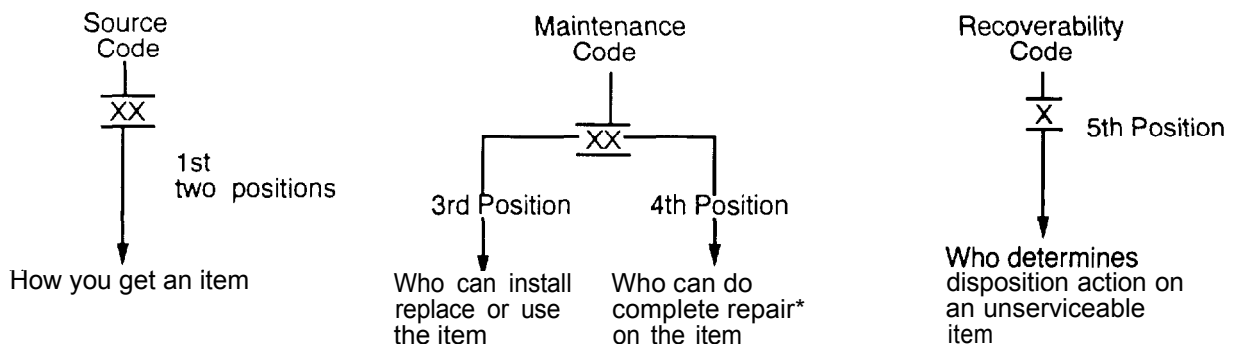 Source
Code
XX
1st
two positions
How you get an item
Maintenance
Code
XX
3rd Position
4th Position
Who can install
replace or use
the item
Who can do
complete repair*
on the item
Recoverability
Code
X
5th Position
Who determines
disposition action on
an unserviceable
item